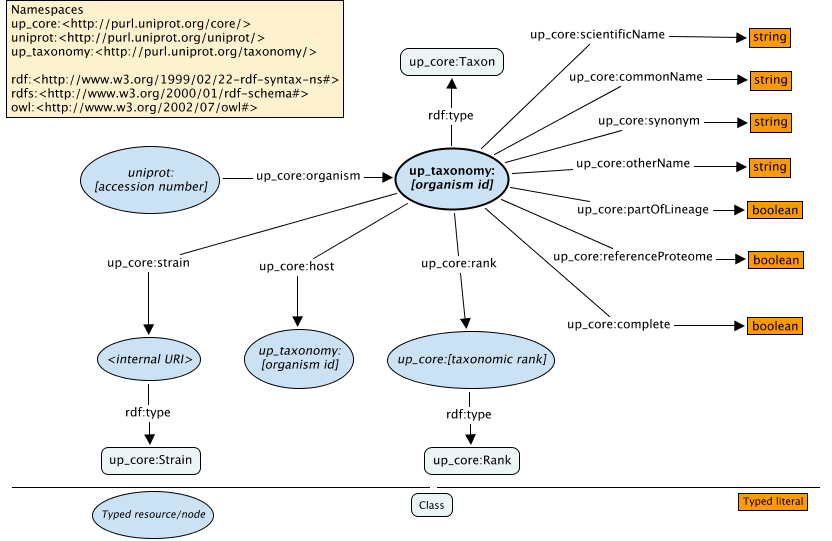 Namespaces
up_core:<http://purl.uniprot.org/core/>
uniprot:<http://purl.uniprot.org/uniprot/>
up_taxonomy:<http://purl.uniprot.org/taxonomy/>
rdf:<http://www.w3.org/1999/02/22-rdf-syntax-ns#>
rdfs:<http://www.w3.org/2000/01/rdf-schema#>
owl:<http://www.w3.org/2002/07/owl#>
up_core:scientificName
string
up_core:Taxon
up_core:commonName
string
rdf:type
up_core:synonym
string
up_core:otherName
string
uniprot:
[accession number]
up_core:organism
up_taxonomy:
[organism id]
up_core:partOfLineage
boolean
up_core:referenceProteome
boolean
up_core:strain
up_core:host
up_core:rank
up_core:complete
boolean
<internal URI>
up_taxonomy:
[organism id]
up_core:[taxonomic rank]
rdf:type
rdf:type
up_core:Strain
up_core:Rank
Typed resource/node
Class
Typed literal